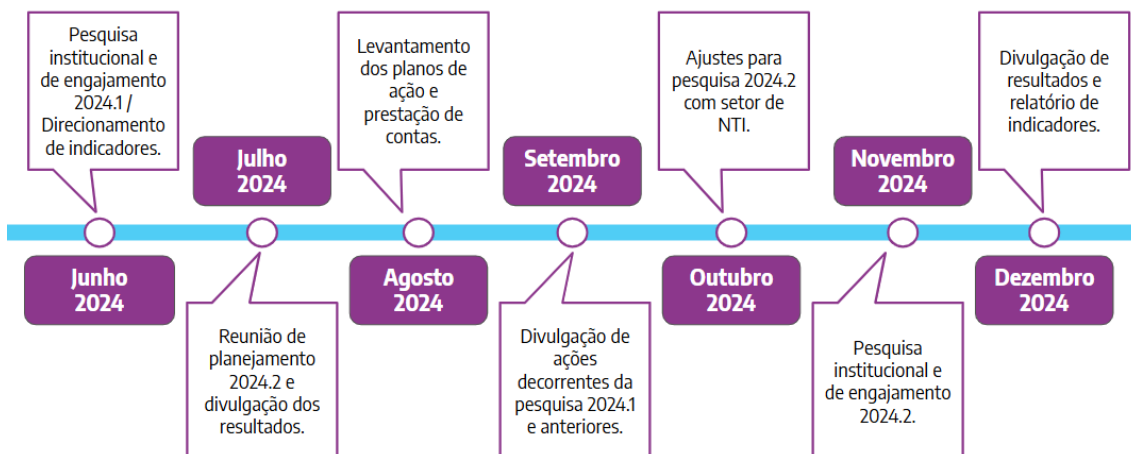 Pesquisa
institucional e
de engajamento
2024.1 /
Direcionamento
de indicadores.
Junho
2024
Julho
2024
Reunião de
planejamento
2024.2 e
divulgação dos
resultados.
Levantamento
dos planos de
ação e
prestação de
contas.
Agosto
2024
Setembro
2024
Divulgação de
ações
decorrentes da
pesquisa 2024.1
e anteriores.
Ajustes para
pesquisa 2024.2
com setor de
NTI.
Outubro
2024
Novembro
2024
Pesquisa
institucional e
de engajamento
2024.2.
Divulgação de
resultados e
relatório de
indicadores.
Dezembro
2024